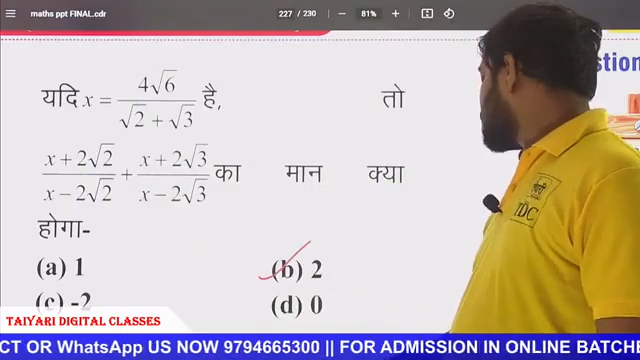 maths ppt FINAL.cdr
227 / 230
81%
stion
यदि x = 4√6 / (√2 + √3) है, तो
(x + 2√2) / (x − 2√2) + (x + 2√3) / (x − 2√3) का मान क्या
होगा-
(a) 1
(b) 2
(c) -2
(d) 0
IDC
TAIYARI DIGITAL CLASSES
CT OR WhatsApp US NOW 9794665300 || FOR ADMISSION IN ONLINE BATCHE